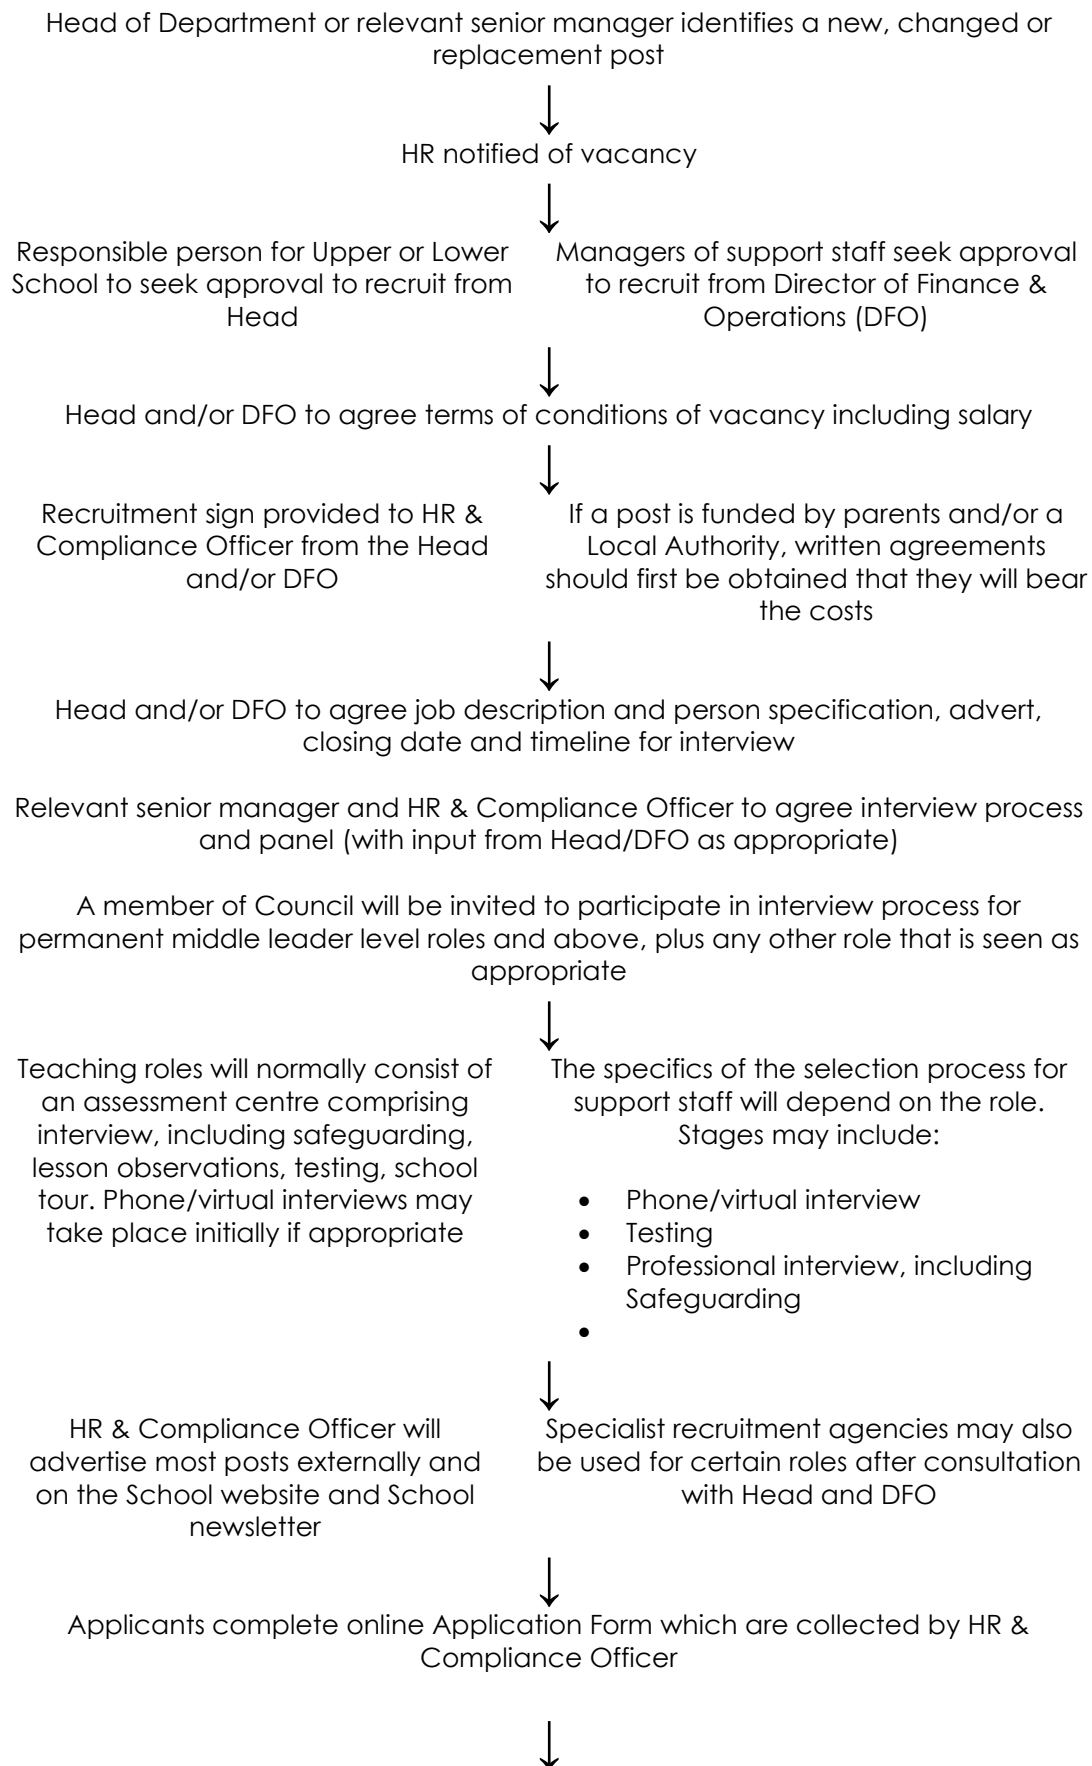 Head of Department or relevant senior manager identifies a new, changed or
replacement post
HR notified of vacancy
Responsible person for Upper or Lower
School to seek approval to recruit from
Head
Managers of support staff seek approval
to recruit from Director of Finance &
Operations (DFO)
Head and/or DFO to agree terms of conditions of vacancy including salary
Recruitment sign provided to HR &
Compliance Officer from the Head
and/or DFO
If a post is funded by parents and/or a
Local Authority, written agreements
should first be obtained that they will bear
the costs
Head and/or DFO to agree job description and person specification, advert,
closing date and timeline for interview
Relevant senior manager and HR & Compliance Officer to agree interview process
and panel (with input from Head/DFO as appropriate)
A member of Council will be invited to participate in interview process for
permanent middle leader level roles and above, plus any other role that is seen as
appropriate
Teaching roles will normally consist of
an assessment centre comprising
interview, including safeguarding,
lesson observations, testing, school
tour. Phone/virtual interviews may
take place initially if appropriate
The specifics of the selection process for
support staff will depend on the role.
Stages may include:
• Phone/virtual interview
• Testing
• Professional interview, including
Safeguarding
•
HR & Compliance Officer will
advertise most posts externally and
on the School website and School
newsletter
Specialist recruitment agencies may also
be used for certain roles after consultation
with Head and DFO
Applicants complete online Application Form which are collected by HR &
Compliance Officer